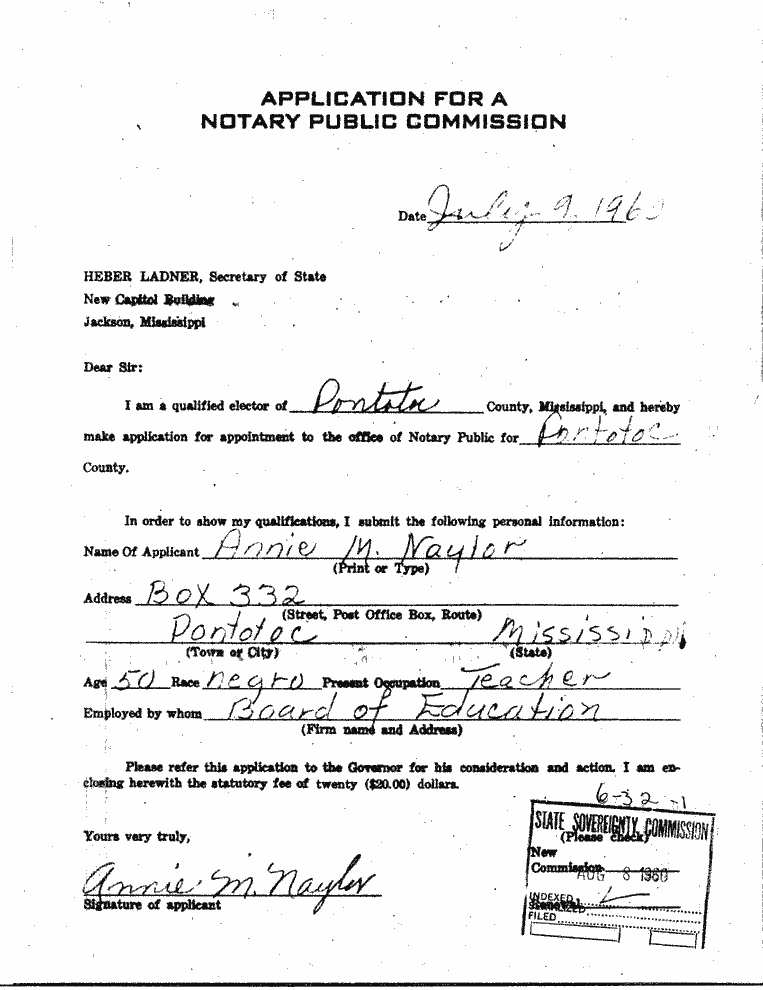 APPLICATION FOR A
NOTARY PUBLIC COMMISSION
Date July 9, 1960
HEBER LADNER, Secretary of State
New Capitol Building
Jackson, Mississippi
Dear Sir:
I am a qualified elector of Pontotoc County, Mississippi, and hereby
make application for appointment to the office of Notary Public for Pontotoc
County.
In order to show my qualifications, I submit the following personal information:
Name Of Applicant Annie M. Naylor
(Print or Type)
Address Box 332
(Street, Post Office Box, Route)
Pontotoc Mississippi
(Town or City) (State)
Age 50 Race negro Present Occupation Teacher
Employed by whom Board of Education
(Firm name and Address)
Please refer this application to the Governor for his consideration and action. I am en-
closing herewith the statutory fee of twenty ($20.00) dollars.
6-32-1
STATE SOVEREIGNTY COMMISSION
Yours very truly,
(Please check)
New
Commission
AUG 8 1960
Annie M. Naylor
INDEXED
Renewal
Signature of applicant
FILED